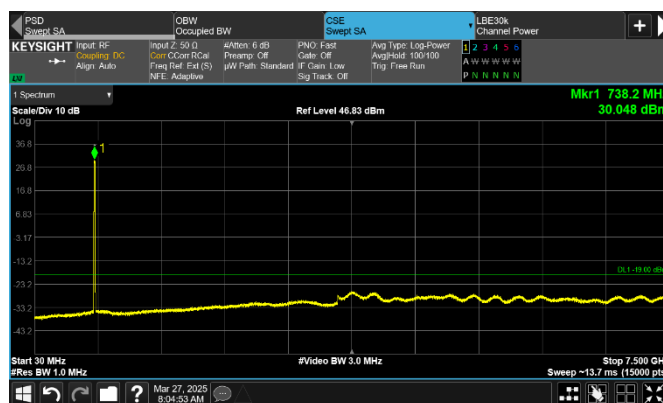 PSD
Swept SA
OBW
Occupied BW
CSE
Swept SA
LBE30k
Channel Power
KEYSIGHT
Input: RF
Coupling: DC
Align: Auto
Input Z: 50 Ω
Corr CCorr RCal
Freq Ref: Ext (S)
NFE: Adaptive
#Atten: 6 dB
Preamp: Off
µW Path: Standard
PNO: Fast
Gate: Off
IF Gain: Low
Sig Track: Off
Avg Type: Log-Power
Avg|Hold: 100/100
Trig: Free Run
1 2 3 4 5 6
A W W W W W
P N N N N N
1 Spectrum
Scale/Div 10 dB
Log
Ref Level 46.83 dBm
Mkr1 738.2 MH
30.048 dBm
1
36.8
26.8
16.8
6.83
-3.17
-13.2
-23.2
-33.2
-43.2
Start 30 MHz
#Res BW 1.0 MHz
#Video BW 3.0 MHz
Stop 7.500 GH
Sweep ~13.7 ms (15000 pts
Mar 27, 2025
8:04:53 AM